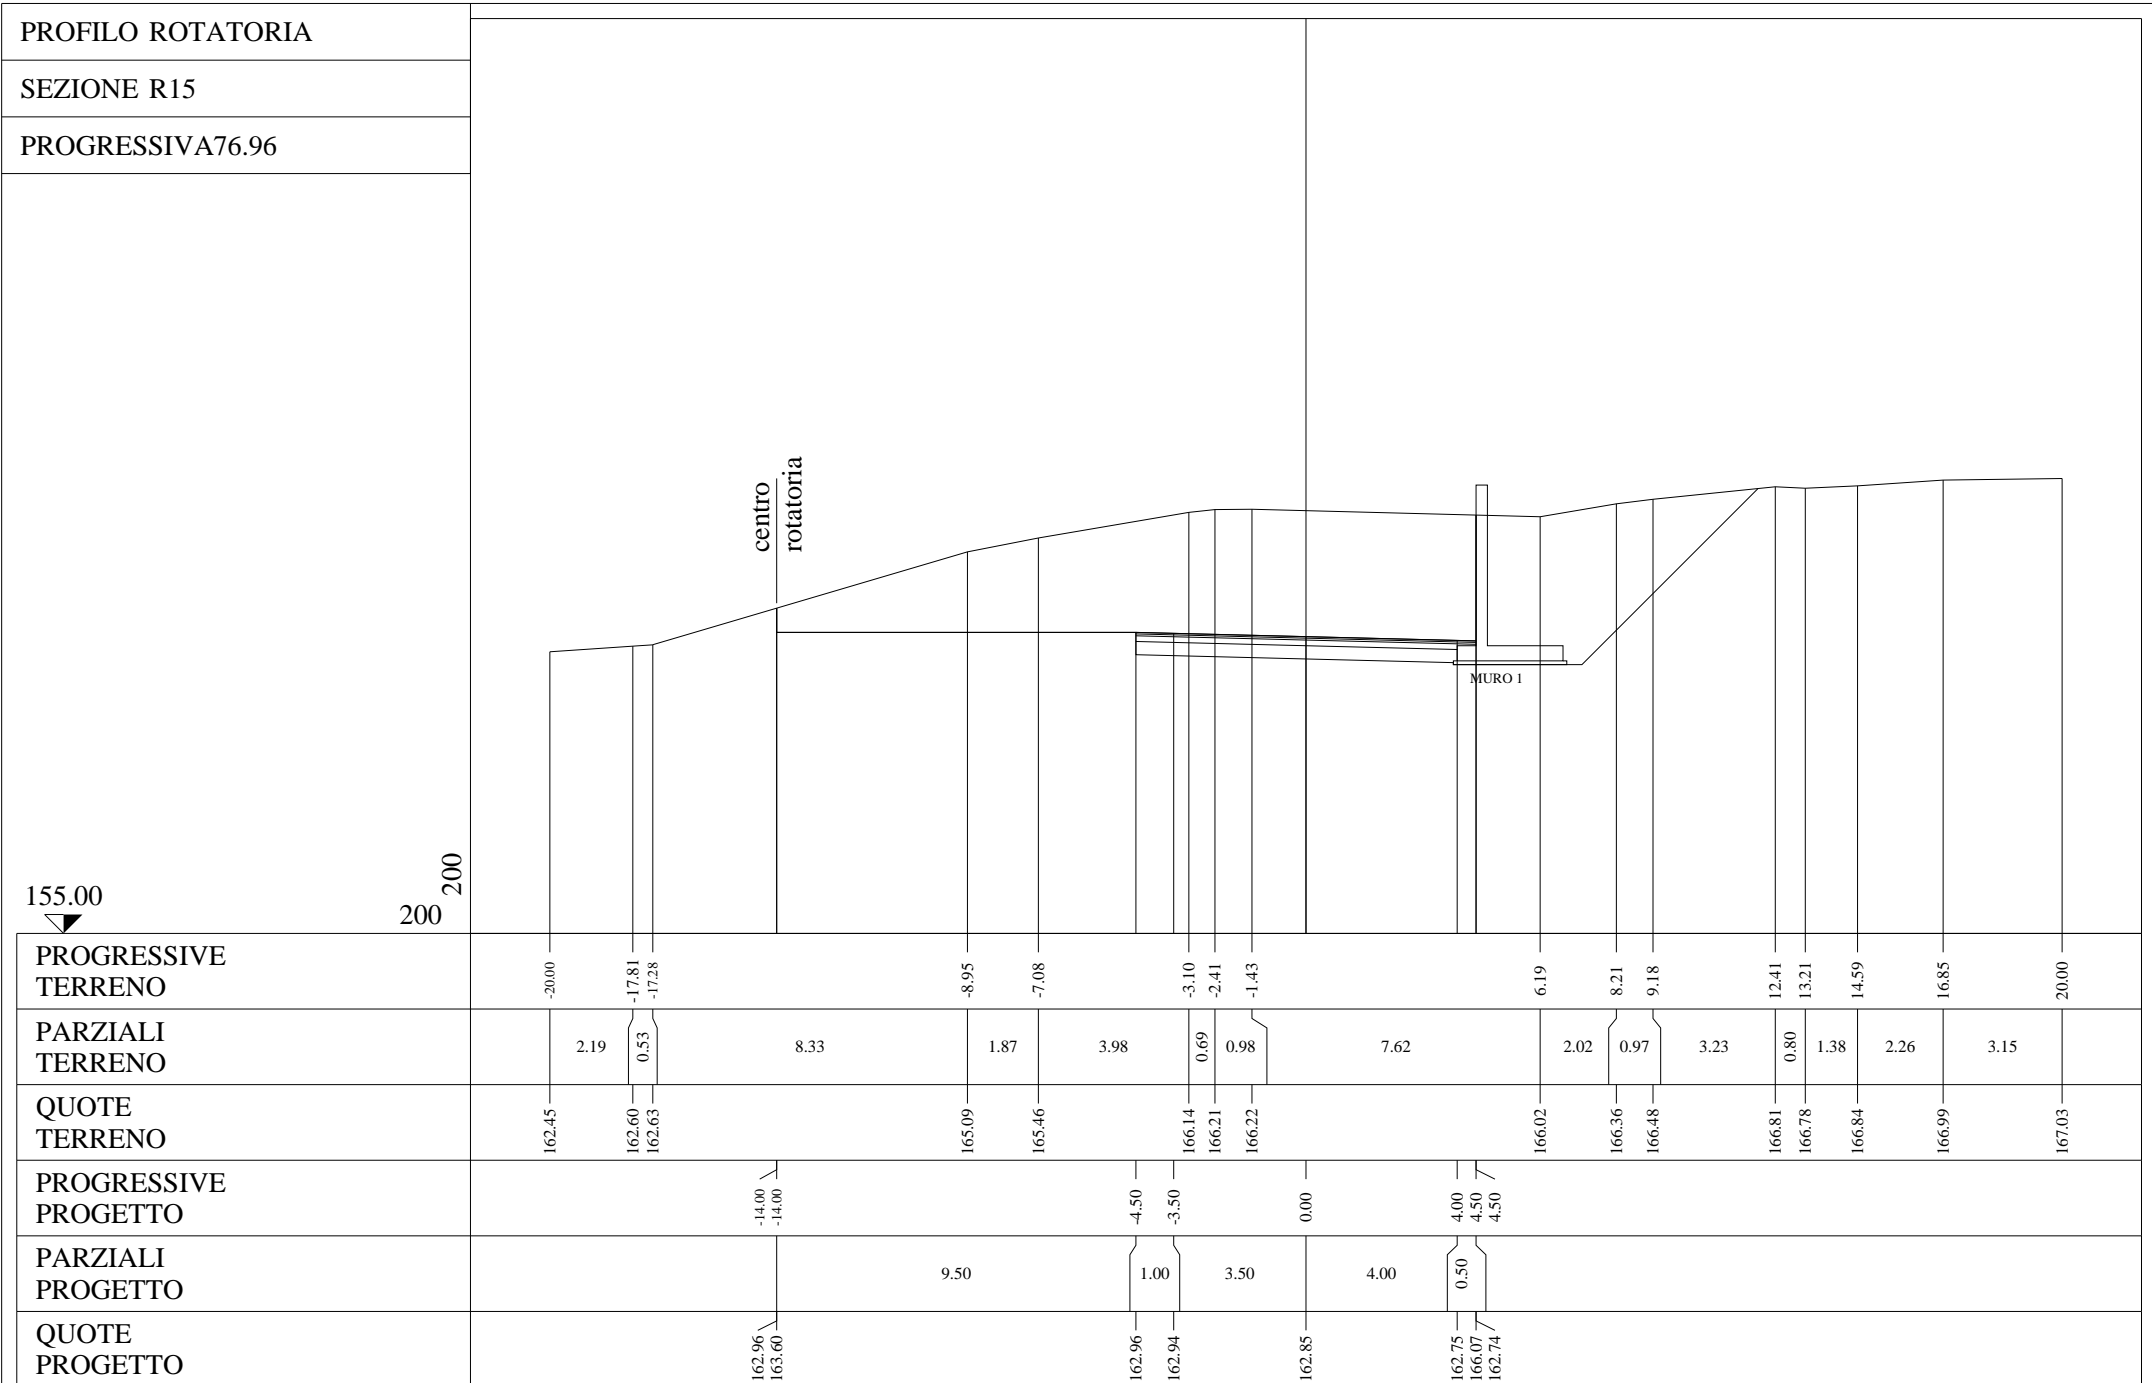 PROFILO ROTATORIA
SEZIONE R15
PROGRESSIVA76.96
centro
rotatoria
MURO 1
155.00
200
200
PROGRESSIVE
TERRENO
-20.00 -17.81 -17.28 -8.95 -7.08 -3.10 -2.41 -1.43 6.19 8.21 9.18 12.41 13.21 14.59 16.85 20.00
PARZIALI
TERRENO
2.19 0.53 8.33 1.87 3.98 0.69 0.98 7.62 2.02 0.97 3.23 0.80 1.38 2.26 3.15
QUOTE
TERRENO
162.45 162.60 162.63 165.09 165.46 166.14 166.21 166.22 166.02 166.36 166.48 166.81 166.78 166.84 166.99 167.03
PROGRESSIVE
PROGETTO
-14.00 -14.00 -4.50 -3.50 0.00 4.00 4.50 4.50
PARZIALI
PROGETTO
9.50 1.00 3.50 4.00 0.50
QUOTE
PROGETTO
162.96 163.60 162.96 162.94 162.85 162.75 166.07 162.74